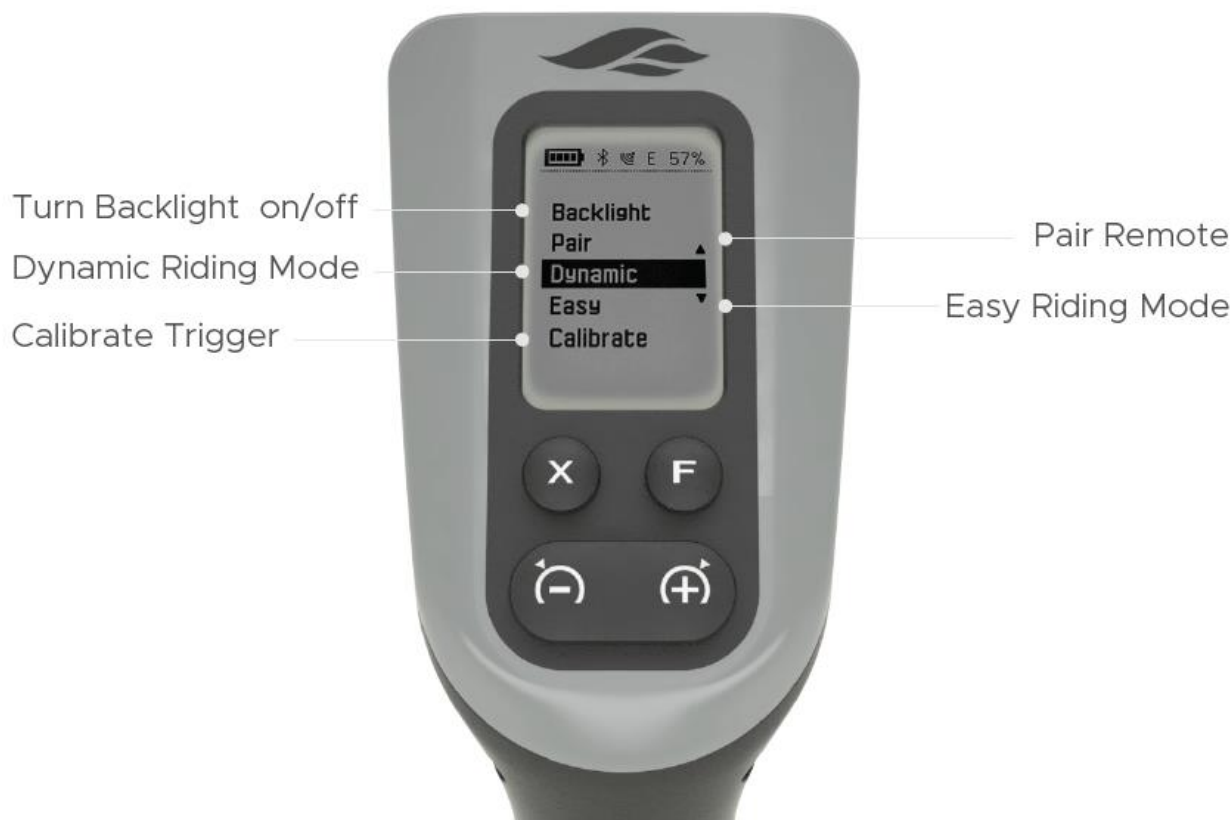 E 57%
Turn Backlight on/off
Backlight
Pair
Pair Remote
Dynamic Riding Mode
Dynamic
Easy
Easy Riding Mode
Calibrate Trigger
Calibrate
X F
- +